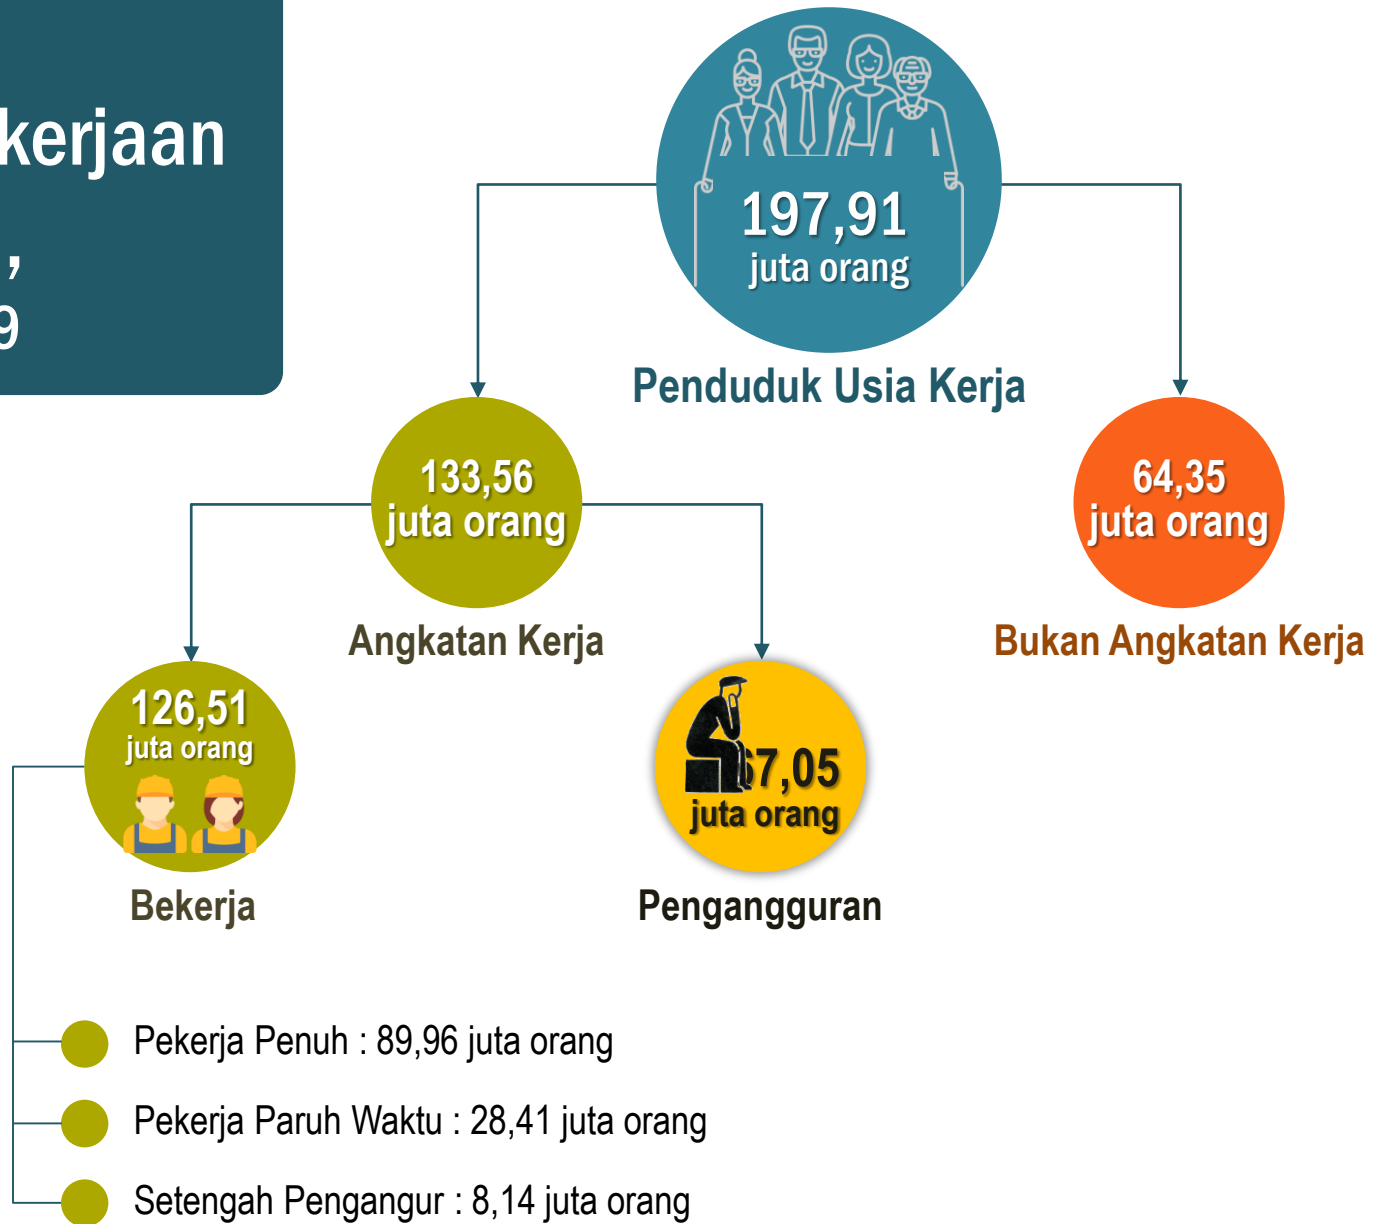 kerjaan
,
9
197,91
juta orang
Penduduk Usia Kerja
133,56
juta orang
Angkatan Kerja
64,35
juta orang
Bukan Angkatan Kerja
126,51
juta orang
Bekerja
7,05
juta orang
Pengangguran
Pekerja Penuh : 89,96 juta orang
Pekerja Paruh Waktu : 28,41 juta orang
Setengah Pengangur : 8,14 juta orang